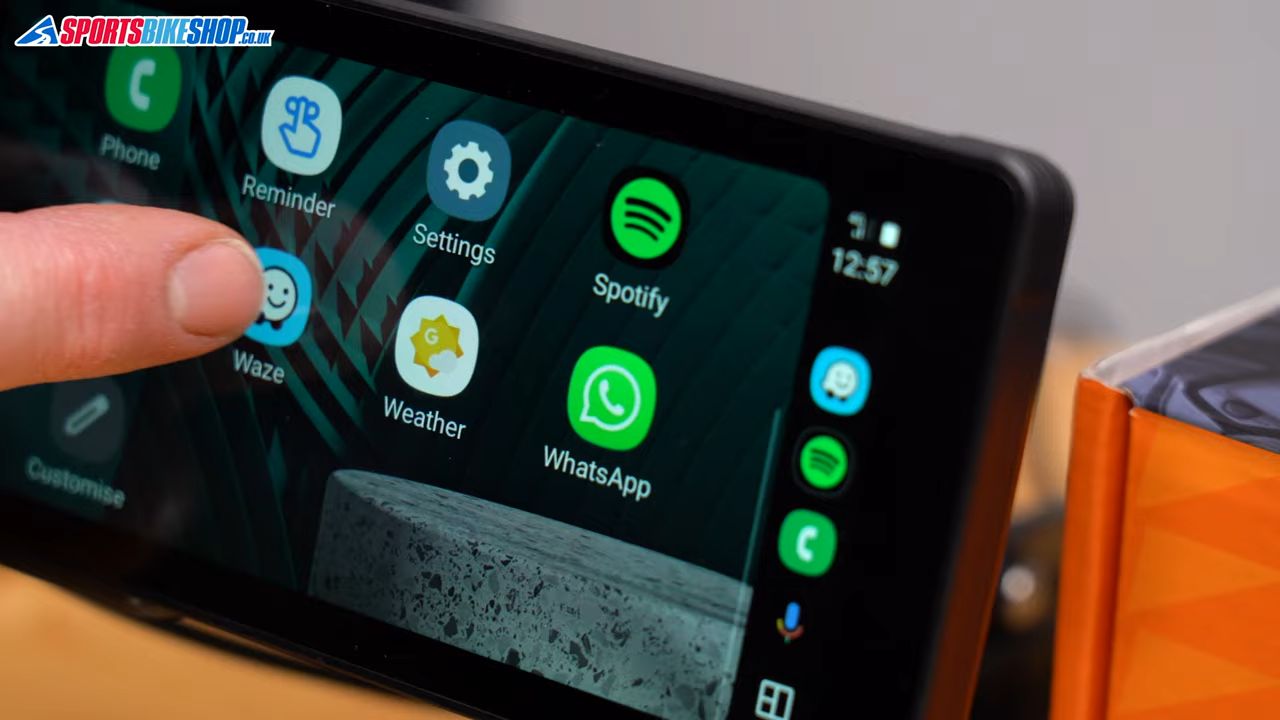 SPORTSBIKESHOP.CO.UK
Phone
Reminder
Settings
Spotify
12:57
Waze
Weather
WhatsApp
Customise
G